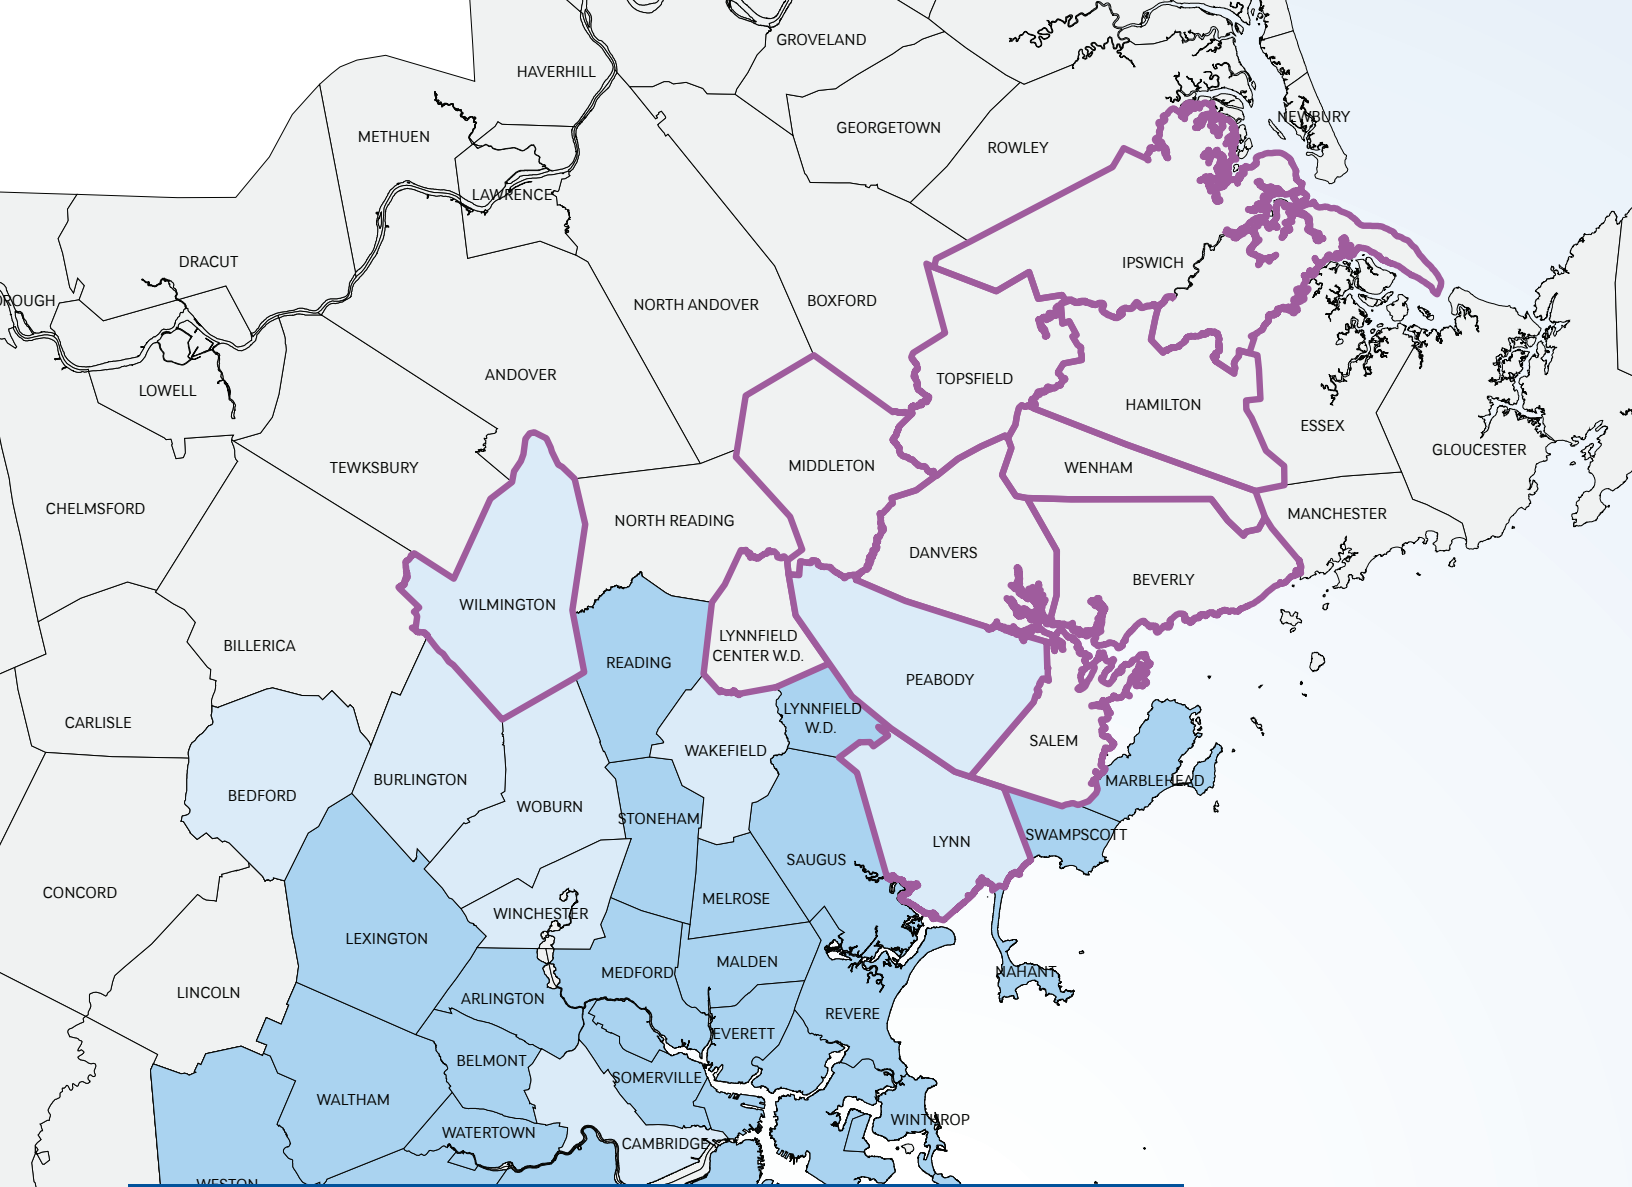 GROVELAND
HAVERHILL
NEWBURY
GEORGETOWN
METHUEN
ROWLEY
LAWRENCE
DRACUT
IPSWICH
OROUGH
NORTH ANDOVER
BOXFORD
ANDOVER
TOPSFIELD
LOWELL
HAMILTON
ESSEX
GLOUCESTER
TEWKSBURY
MIDDLETON
WENHAM
CHELMSFORD
MANCHESTER
NORTH READING
DANVERS
BEVERLY
WILMINGTON
BILLERICA
LYNNFIELD
CENTER W.D.
READING
PEABODY
CARLISLE
LYNNFIELD
W.D.
SALEM
WAKEFIELD
BURLINGTON
MARBLEHEAD
BEDFORD
WOBURN
STONEHAM
SWAMPSCOTT
LYNN
SAUGUS
CONCORD
MELROSE
WINCHESTER
LEXINGTON
MALDEN
MEDFORD
NAHANT
LINCOLN
ARLINGTON
REVERE
EVERETT
BELMONT
SOMERVILLE
WALTHAM
WINTHROP
WATERTOWN
CAMBRIDGE
WESTON